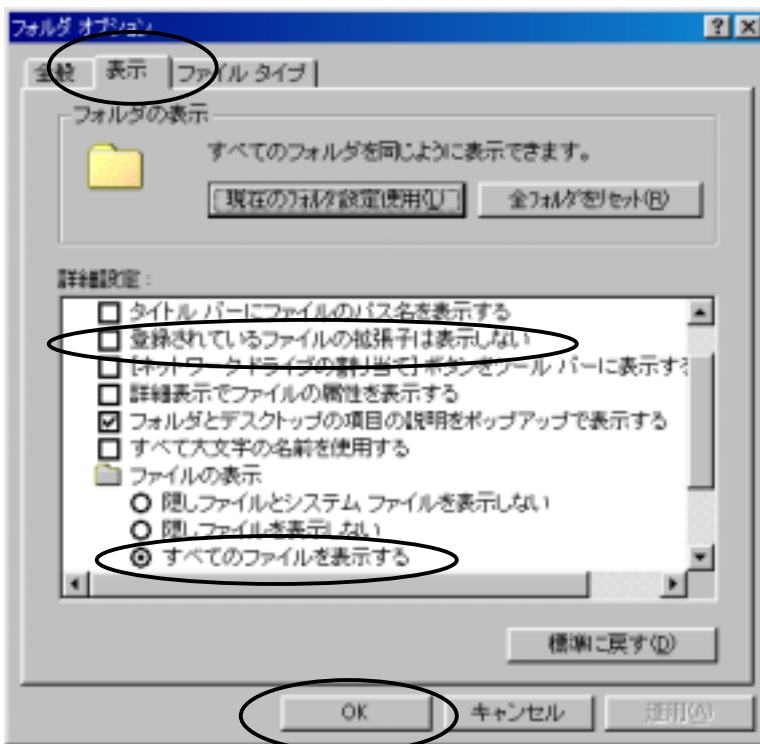 フォルダ オプション
全般 表示 ファイル タイプ
フォルダの表示
すべてのフォルダを同じように表示できます。
現在のフォルダ設定使用(L) 全フォルダをリセット(R)
詳細設定:
タイトル バーにファイルのパス名を表示する
登録されているファイルの拡張子は表示しない
[ネットワーク ドライブの割り当て] ボタンをツール バーに表示する
詳細表示でファイルの属性を表示する
フォルダとデスクトップの項目の説明をポップアップで表示する
すべて大文字の名前を使用する
ファイルの表示
隠しファイルとシステム ファイルを表示しない
隠しファイルを表示しない
すべてのファイルを表示する
標準に戻す(D)
OK キャンセル 適用(A)